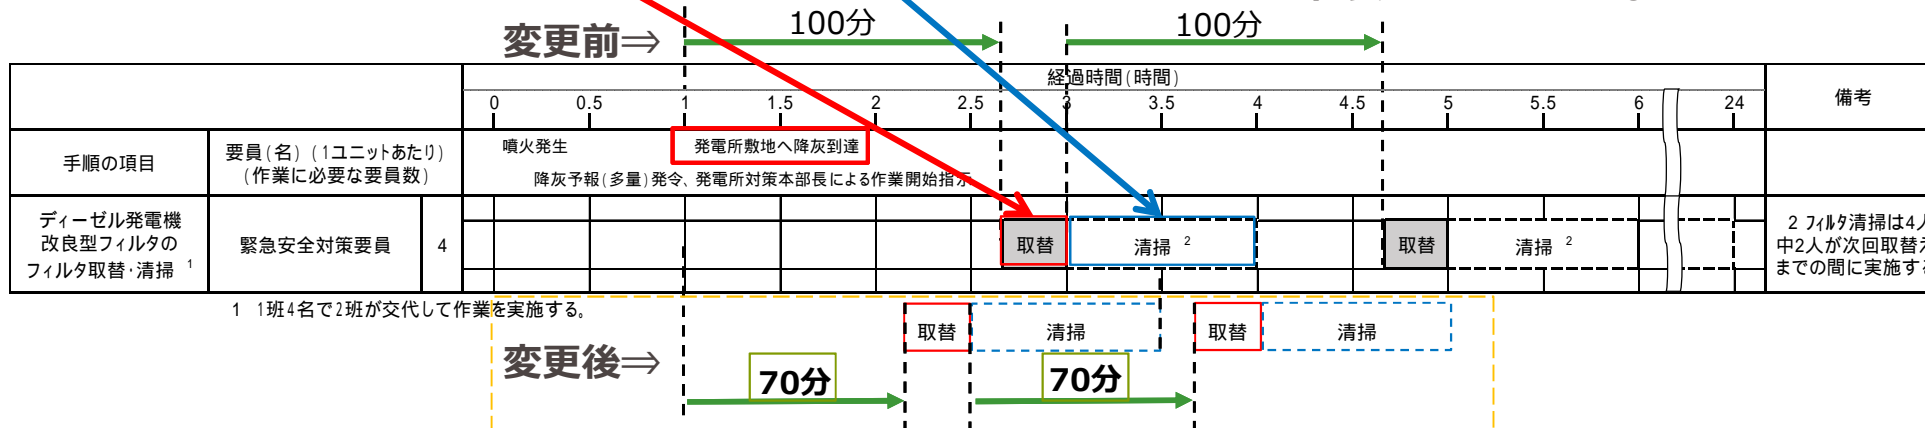 100分
100分
変更前⇒
経過時間(時間)
0 0.5 1 1.5 2 2.5 3 3.5 4 4.5 5 5.5 6 24
備考
手順の項目
要員(名) (1ユニットあたり)
(作業に必要な要員数)
噴火発生
発電所敷地へ降灰到達
降灰予報(多量)発令、発電所対策本部長による作業開始指示
ディーゼル発電機
改良型フィルタの
フィルタ取替・清掃 1
緊急安全対策要員
4
取替
清掃 2
取替
清掃 2
2 フィルタ清掃は4人
中2人が次回取替え
までの間に実施する
1 1班4名で2班が交代して作業を実施する。
取替
清掃
取替
清掃
変更後⇒
70分
70分